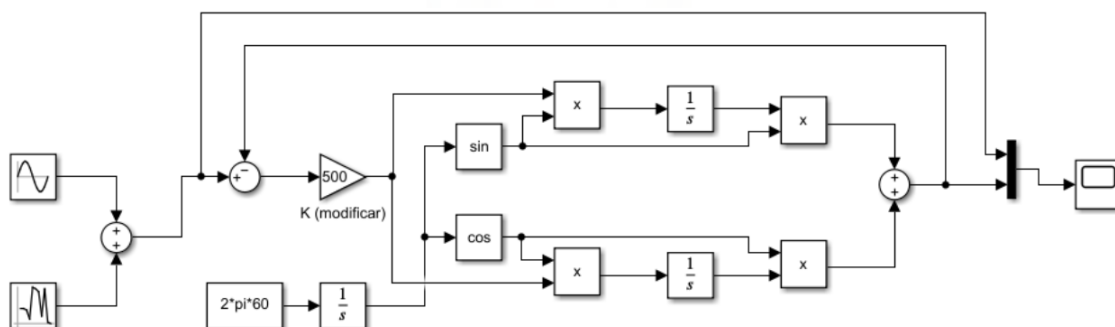 x
1
s
x
sin
+
−
500
K (modificar)
+
+
+
+
cos
x
1
s
x
2*pi*60
1
s